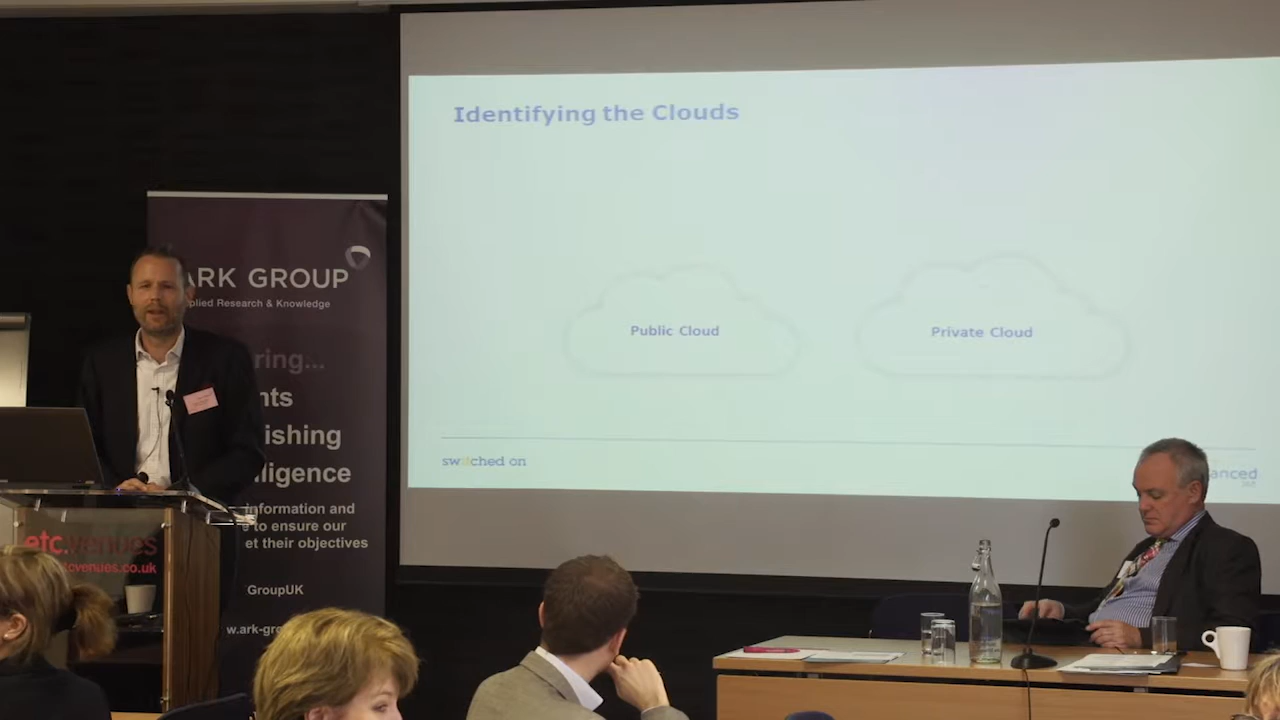 Identifying the Clouds
Public Cloud
Private Cloud
switched on
anced
ARK GROUP
plied Research & Knowledge
ring...
nts
ishing
lligence
information and
e to ensure our
et their objectives
GroupUK
w.ark-gro
etc.venues
tcvenues.co.uk